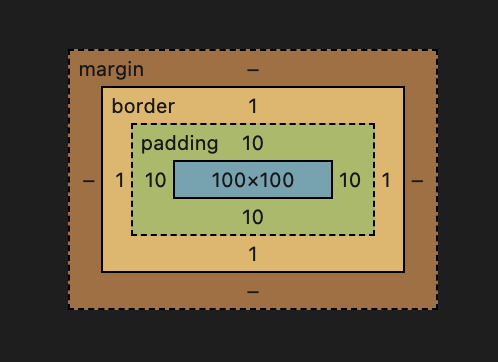 margin –
border 1
padding 10
– 1 10 100×100 10 1 –
10
1
–